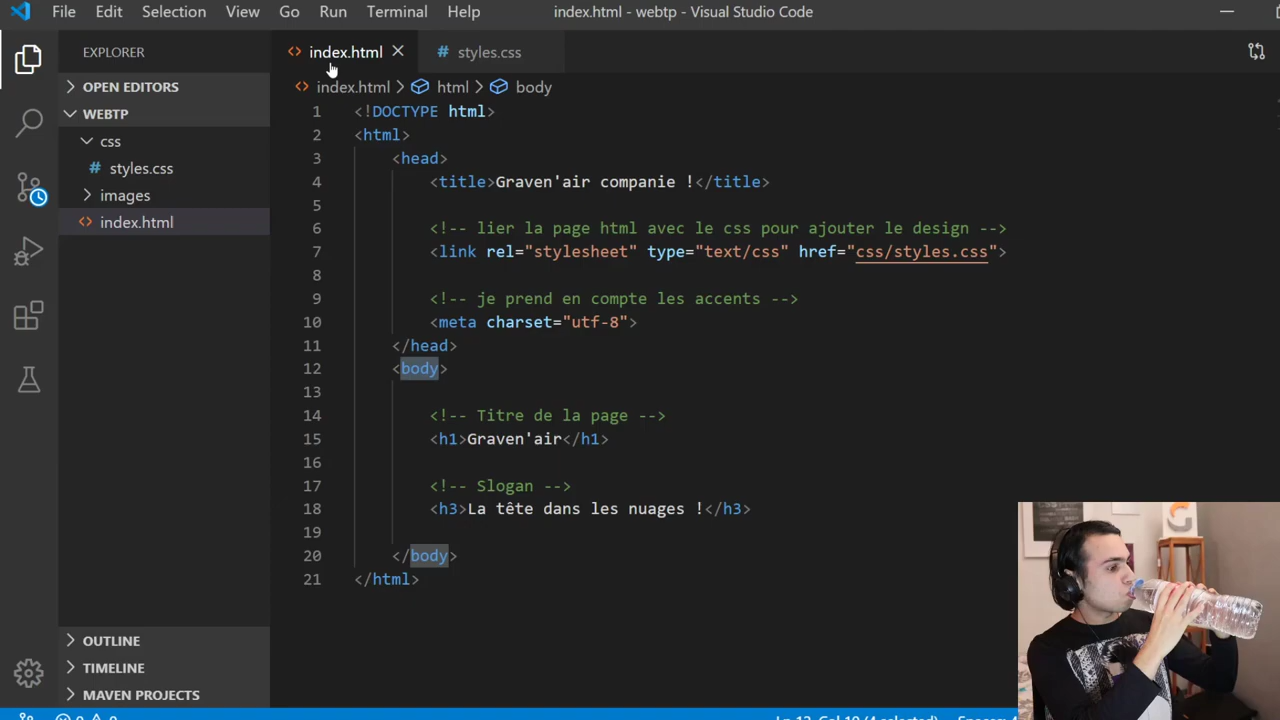 File Edit Selection View Go Run Terminal Help index.html - webtp - Visual Studio Code
EXPLORER
OPEN EDITORS
WEBTP
css
# styles.css
images
<> index.html
OUTLINE
TIMELINE
MAVEN PROJECTS
<> index.html # styles.css
<> index.html > html > body
1 <!DOCTYPE html>
2 <html>
3 <head>
4 <title>Graven'air companie !</title>
5
6 <!-- lier la page html avec le css pour ajouter le design -->
7 <link rel="stylesheet" type="text/css" href="css/styles.css">
8
9 <!-- je prend en compte les accents -->
10 <meta charset="utf-8">
11 </head>
12 <body>
13
14 <!-- Titre de la page -->
15 <h1>Graven'air</h1>
16
17 <!-- Slogan -->
18 <h3>La tête dans les nuages !</h3>
19
20 </body>
21 </html>